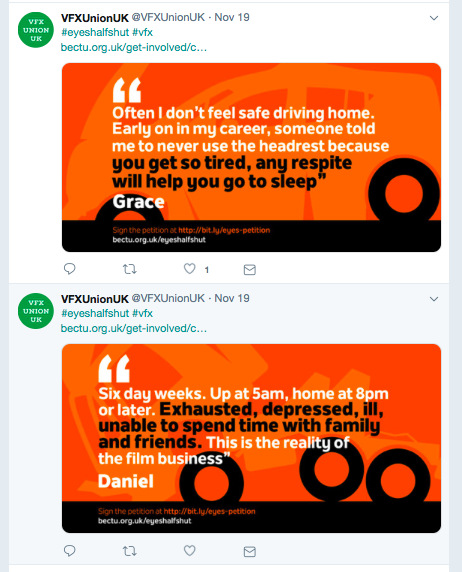 VFX
UNION
UK
VFXUnionUK @VFXUnionUK · Nov 19
#eyeshalfshut #vfx
bectu.org.uk/get-involved/c…
“
Often I don't feel safe driving home.
Early on in my career, someone told
me to never use the headrest because
you get so tired, any respite
will help you go to sleep”
Grace
Sign the petition at http://bit.ly/eyes-petition
bectu.org.uk/eyeshalfshut
1
VFX
UNION
UK
VFXUnionUK @VFXUnionUK · Nov 19
#eyeshalfshut #vfx
bectu.org.uk/get-involved/c…
“
Six day weeks. Up at 5am, home at 8pm
or later. Exhausted, depressed, ill,
unable to spend time with family
and friends. This is the reality of
the film business”
Daniel
Sign the petition at http://bit.ly/eyes-petition
bectu.org.uk/eyeshalfshut